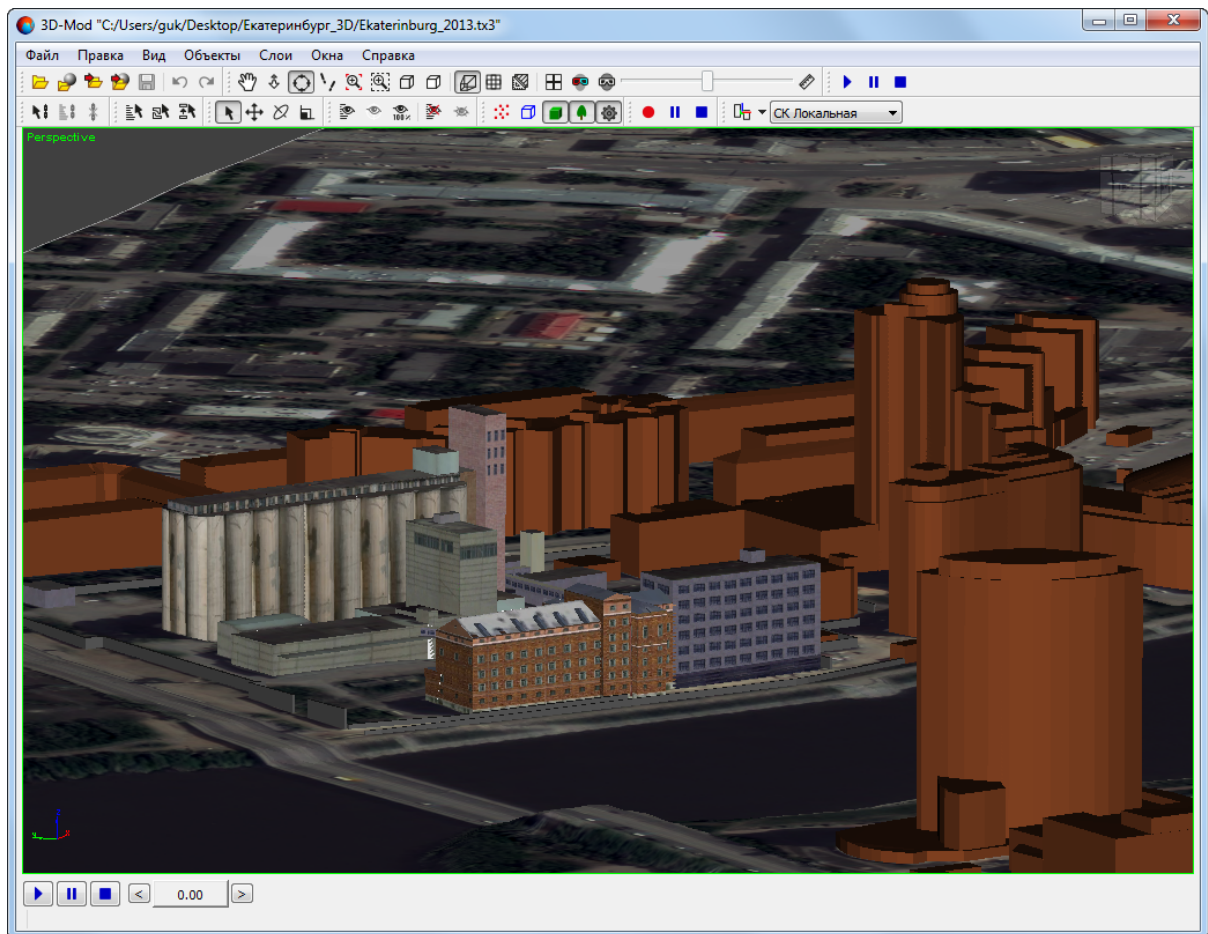 3D-Mod "C:/Users/guk/Desktop/Екатеринбург_3D/Ekaterinburg_2013.tx3"
Файл Правка Вид Объекты Слои Окна Справка
100%
СК Локальная
Perspective
y x
< 0.00 >